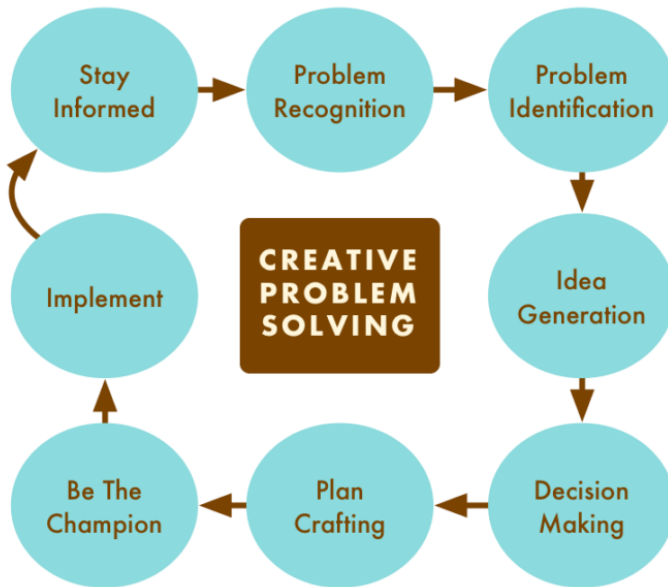 Stay
Informed
Problem
Recognition
Problem
Identification
Idea
Generation
Decision
Making
Plan
Crafting
Be The
Champion
Implement
CREATIVE
PROBLEM
SOLVING